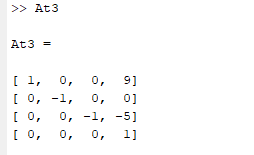 >> At3
At3 =
[ 1,  0,  0,  9]
[ 0, -1,  0,  0]
[ 0,  0, -1, -5]
[ 0,  0,  0,  1]